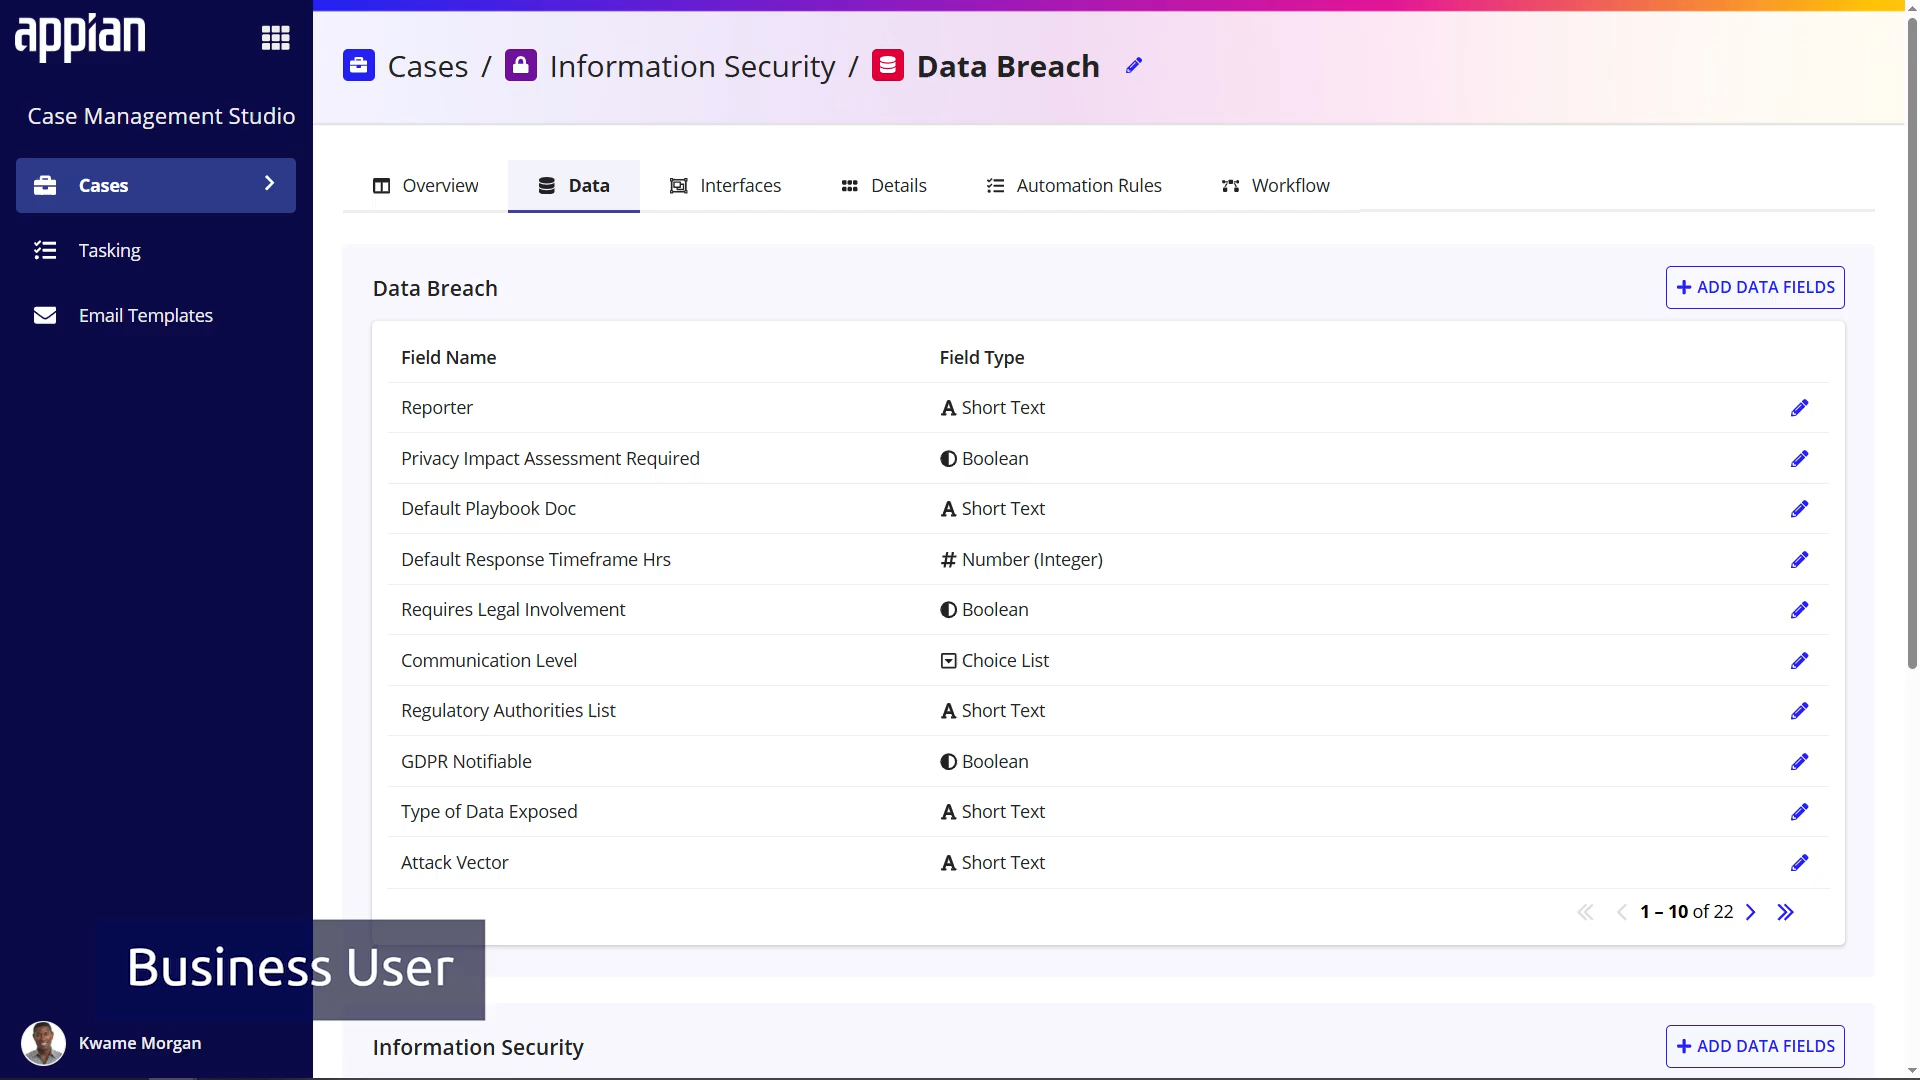 appian
Case Management Studio
Cases
Tasking
Email Templates
Kwame Morgan
Cases / Information Security / Data Breach
Overview
Data
Interfaces
Details
Automation Rules
Workflow
Data Breach
ADD DATA FIELDS
Field Name Field Type
Reporter Short Text
Privacy Impact Assessment Required Boolean
Default Playbook Doc Short Text
Default Response Timeframe Hrs Number (Integer)
Requires Legal Involvement Boolean
Communication Level Choice List
Regulatory Authorities List Short Text
GDPR Notifiable Boolean
Type of Data Exposed Short Text
Attack Vector Short Text
1 – 10 of 22
Business User
Information Security
ADD DATA FIELDS